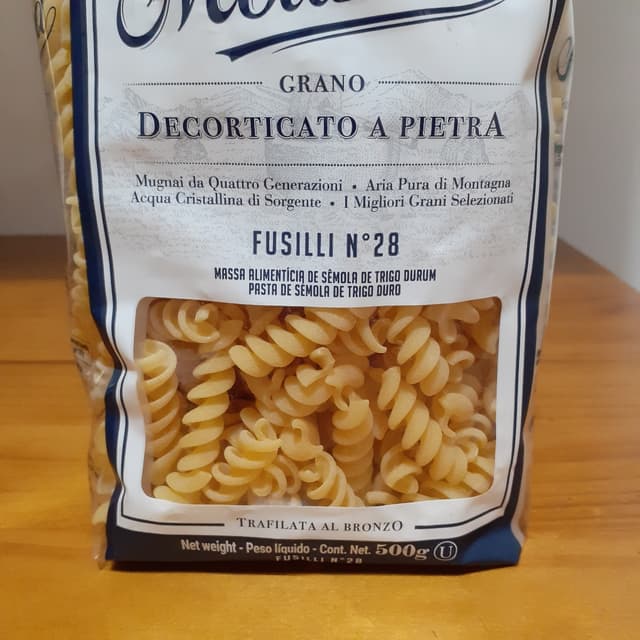 GRANO
DECORTICATO A PIETRA
Mugnai da Quattro Generazioni • Aria Pura di Montagna
Acqua Cristallina di Sorgente • I Migliori Grani Selezionati
FUSILLI N°28
MASSA ALIMENTÍCIA DE SÊMOLA DE TRIGO DURUM
PASTA DE SEMOLA DE TRIGO DURO
TRAFILATA AL BRONZO
Net weight - Peso líquido - Cont. Net. 500g U
FUSILLI N°28